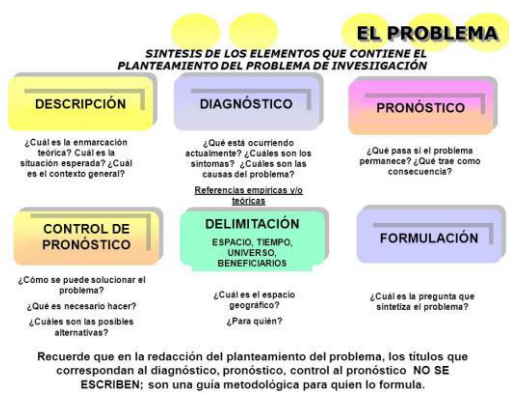 EL PROBLEMA
SINTESIS DE LOS ELEMENTOS QUE CONTIENE EL
PLANTEAMIENTO DEL PROBLEMA DE INVESIIGACIÓN
DESCRIPCIÓN
¿Cuál es la enmarcación
teórica? Cuál es la
situación esperada? ¿Cuál
es el contexto general?
DIAGNÓSTICO
¿Qué está ocurriendo
actualmente? ¿Cuáles son los
síntomas? ¿Cuáles son las
causas del problema?
Referencias empíricas y/o
teóricas
PRONÓSTICO
¿Qué pasa si el problema
permanece? ¿Qué trae como
consecuencia?
CONTROL DE
PRONÓSTICO
¿Cómo se puede solucionar el
problema?
¿Qué es necesario hacer?
¿Cuáles son las posibles
alternativas?
DELIMITACIÓN
ESPACIO, TIEMPO,
UNIVERSO,
BENEFICIARIOS
¿Cuál es el espacio
geográfico?
¿Para quién?
FORMULACIÓN
¿Cuál es la pregunta que
sintetiza el problema?
Recuerde que en la redacción del planteamiento del problema, los títulos que
correspondan al diagnóstico, pronóstico, control al pronóstico NO SE
ESCRIBEN; son una guía metodológica para quien lo formula.